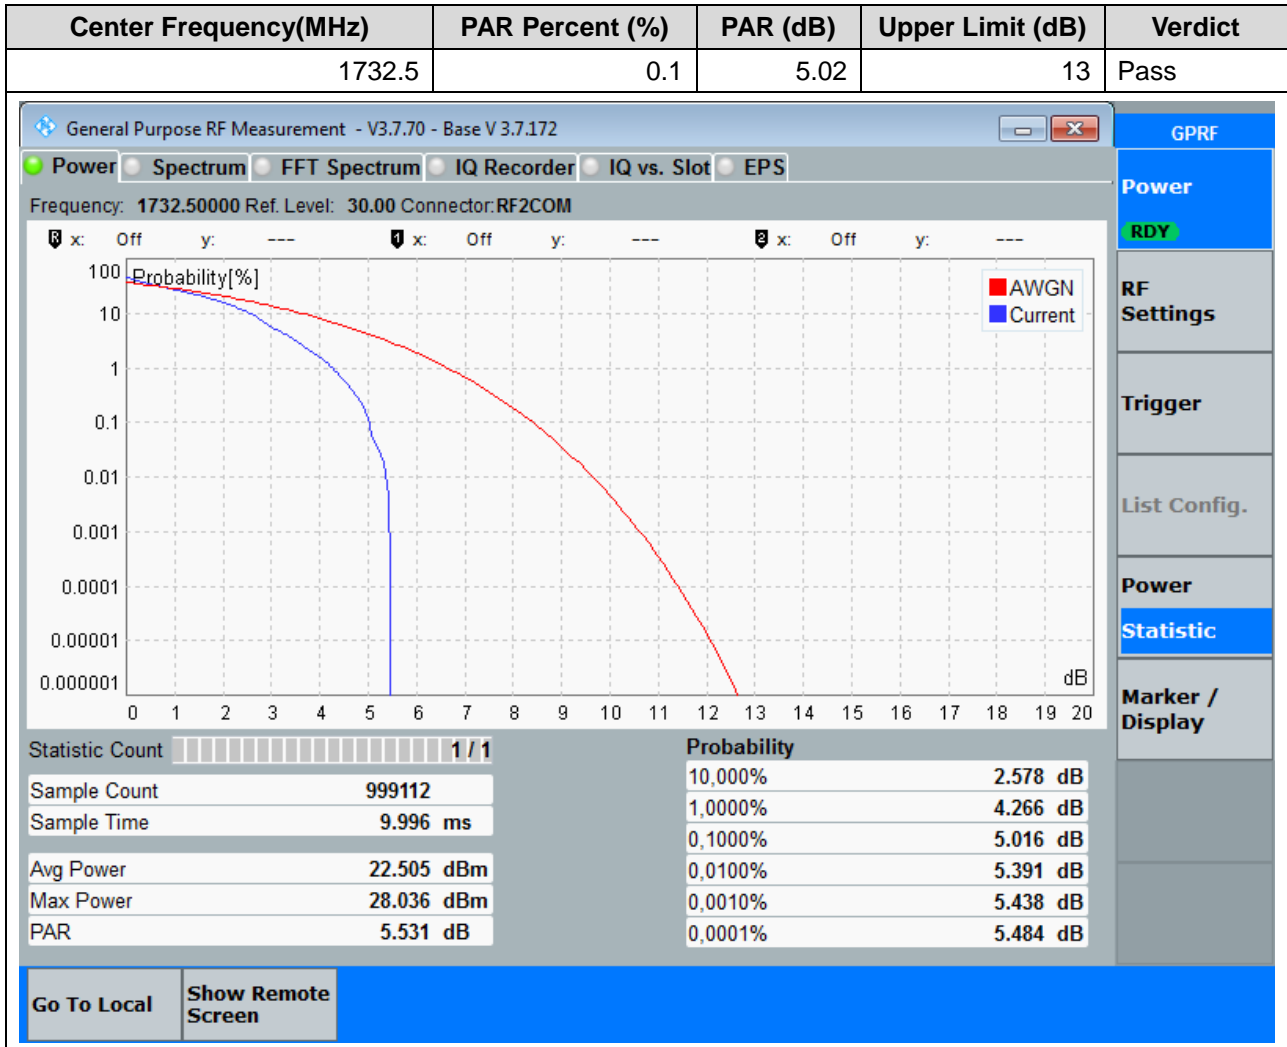 Center Frequency(MHz) PAR Percent (%) PAR (dB) Upper Limit (dB) Verdict
1732.5 0.1 5.02 13 Pass
General Purpose RF Measurement - V3.7.70 - Base V 3.7.172
GPRF
Power Spectrum FFT Spectrum IQ Recorder IQ vs. Slot EPS
Power
RDY
Frequency: 1732.50000 Ref. Level: 30.00 Connector:RF2COM
R x: Off y: --- 1 x: Off y: --- 2 x: Off y: ---
Probability[%]
AWGN
Current
100
10
1
0.1
0.01
0.001
0.0001
0.00001
0.000001
dB
0 1 2 3 4 5 6 7 8 9 10 11 12 13 14 15 16 17 18 19 20
RF
Settings
Trigger
List Config.
Power
Statistic
Marker /
Display
Statistic Count 1 / 1
Sample Count 999112
Sample Time 9.996 ms
Avg Power 22.505 dBm
Max Power 28.036 dBm
PAR 5.531 dB
Probability
10,000% 2.578 dB
1,0000% 4.266 dB
0,1000% 5.016 dB
0,0100% 5.391 dB
0,0010% 5.438 dB
0,0001% 5.484 dB
Go To Local
Show Remote
Screen